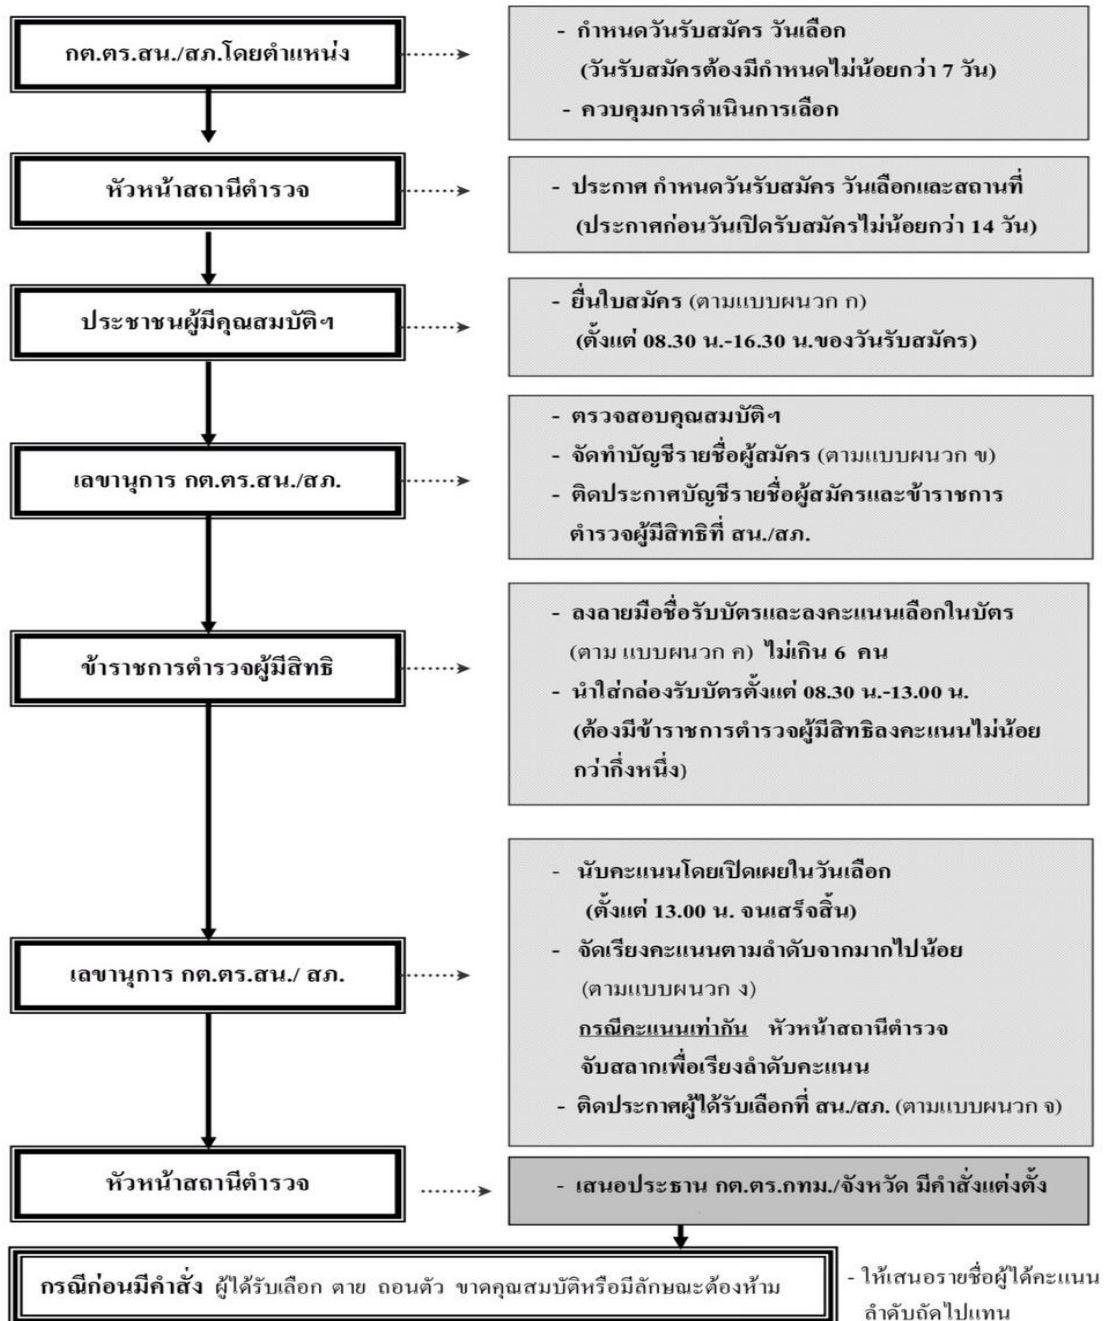 กต.ตร.สน./สภ.โดยตำแหน่ง
- กำหนดวันรับสมัคร วันเลือก
(วันรับสมัครต้องมีกำหนดไม่น้อยกว่า 7 วัน)
- ควบคุมการดำเนินการเลือก
หัวหน้าสถานีตำรวจ
- ประกาศ กำหนดวันรับสมัคร วันเลือกและสถานที่
(ประกาศก่อนวันเปิดรับสมัครไม่น้อยกว่า 14 วัน)
ประชาชนผู้มีคุณสมบัติฯ
- ยื่นใบสมัคร (ตามแบบผนวก ก)
(ตั้งแต่ 08.30 น.-16.30 น.ของวันรับสมัคร)
เลขานุการ กต.ตร.สน./สภ.
- ตรวจสอบคุณสมบัติฯ
- จัดทำบัญชีรายชื่อผู้สมัคร (ตามแบบผนวก ข)
- ติดประกาศบัญชีรายชื่อผู้สมัครและข้าราชการ
ตำรวจผู้มีสิทธิที่ สน./สภ.
ข้าราชการตำรวจผู้มีสิทธิ
- ลงลายมือชื่อรับบัตรและลงคะแนนเลือกในบัตร
(ตาม แบบผนวก ค) ไม่เกิน 6 คน
- นำใส่กล่องรับบัตรตั้งแต่ 08.30 น.-13.00 น.
(ต้องมีข้าราชการตำรวจผู้มีสิทธิลงคะแนนไม่น้อย
กว่ากึ่งหนึ่ง)
เลขานุการ กต.ตร.สน./ สภ.
- นับคะแนนโดยเปิดเผยในวันเลือก
(ตั้งแต่ 13.00 น. จนเสร็จสิ้น)
- จัดเรียงคะแนนตามลำดับจากมากไปน้อย
(ตามแบบผนวก ง)
กรณีคะแนนเท่ากัน หัวหน้าสถานีตำรวจ
จับสลากเพื่อเรียงลำดับคะแนน
- ติดประกาศผู้ได้รับเลือกที่ สน./สภ. (ตามแบบผนวก จ)
หัวหน้าสถานีตำรวจ
- เสนอประธาน กต.ตร.กทม./จังหวัด มีคำสั่งแต่งตั้ง
กรณีก่อนมีคำสั่ง ผู้ได้รับเลือก ตาย ถอนตัว ขาดคุณสมบัติหรือมีลักษณะต้องห้าม
- ให้เสนอรายชื่อผู้ได้คะแนน
ลำดับถัดไปแทน